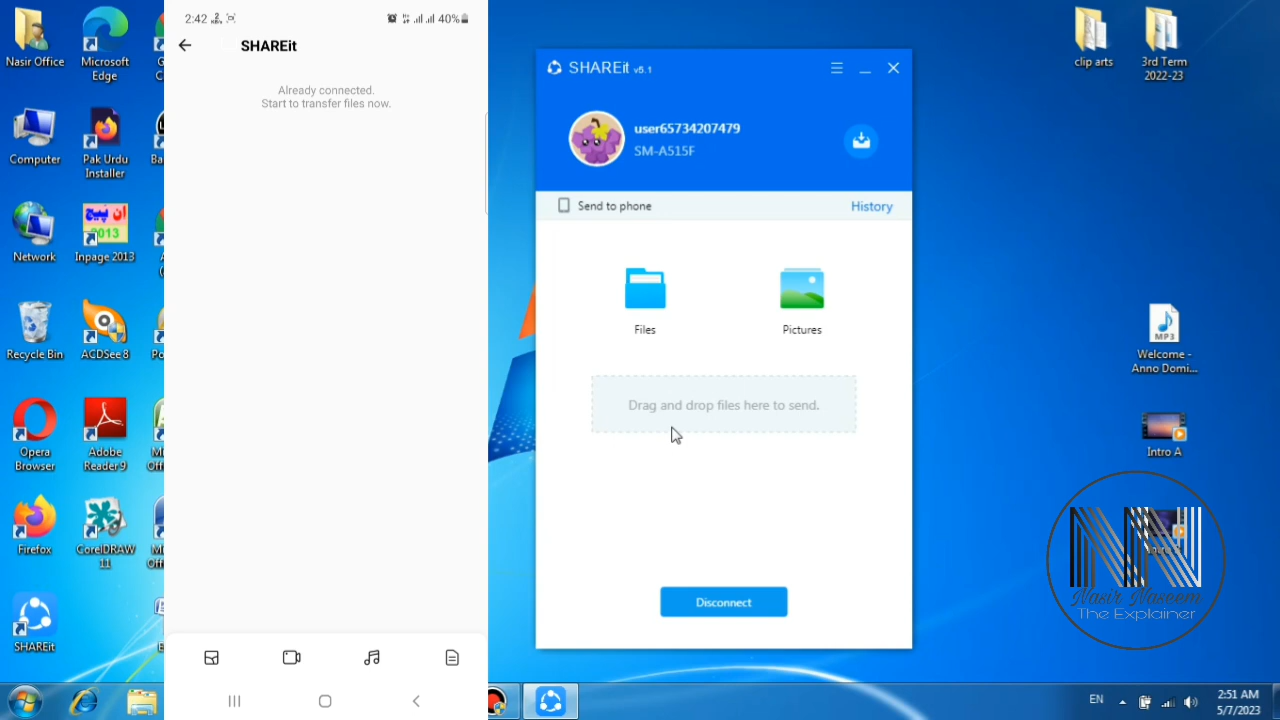 Nasir Office
Microsoft
Edge
Computer
Pak Urdu
Installer
Network
انپیج
2013
Inpage 2013
Recycle Bin
ACDSee 8
Opera
Browser
Adobe
Reader 9
Firefox
CorelDRAW
11
SHAREit
2:42
40%
SHAREit
Already connected.
Start to transfer files now.
SHAREit v5.1
user65734207479
SM-A515F
Send to phone
History
Files
Pictures
Drag and drop files here to send.
Disconnect
clip arts
3rd Term
2022-23
MP3
Welcome -
Anno Domi...
Intro A
NN
Nasir Naseem
The Explainer
EN
2:51 AM
5/7/2023